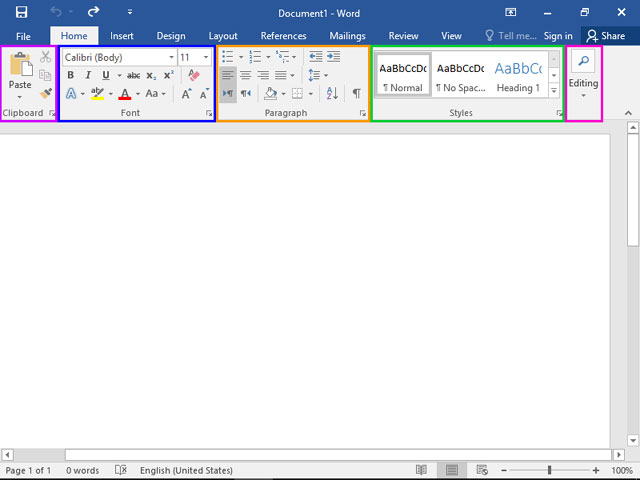 Document1 - Word
File Home Insert Design Layout References Mailings Review View Tell me... Sign in Share
Calibri (Body) 11
AaBbCcDc AaBbCcDc AaBbCc
Paste
B I U abc x₂ x²
¶ Normal ¶ No Spac... Heading 1
Editing
A ab A Aa A A
A Z ¶
Clipboard Font Paragraph Styles
Page 1 of 1 0 words English (United States) 100%